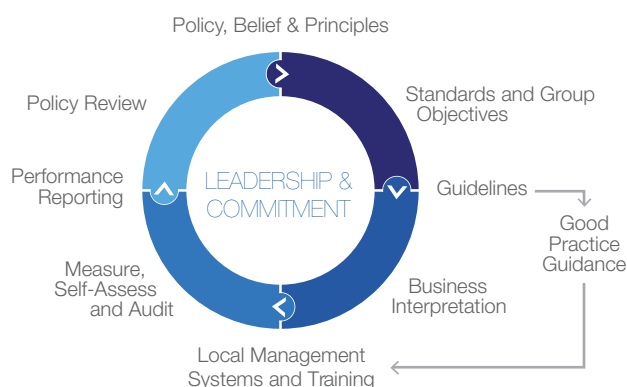 Policy, Belief & Principles
Standards and Group
Objectives
Guidelines
Good
Practice
Guidance
Business
Interpretation
Local Management
Systems and Training
Measure,
Self-Assess
and Audit
Performance
Reporting
Policy Review
LEADERSHIP &
COMMITMENT